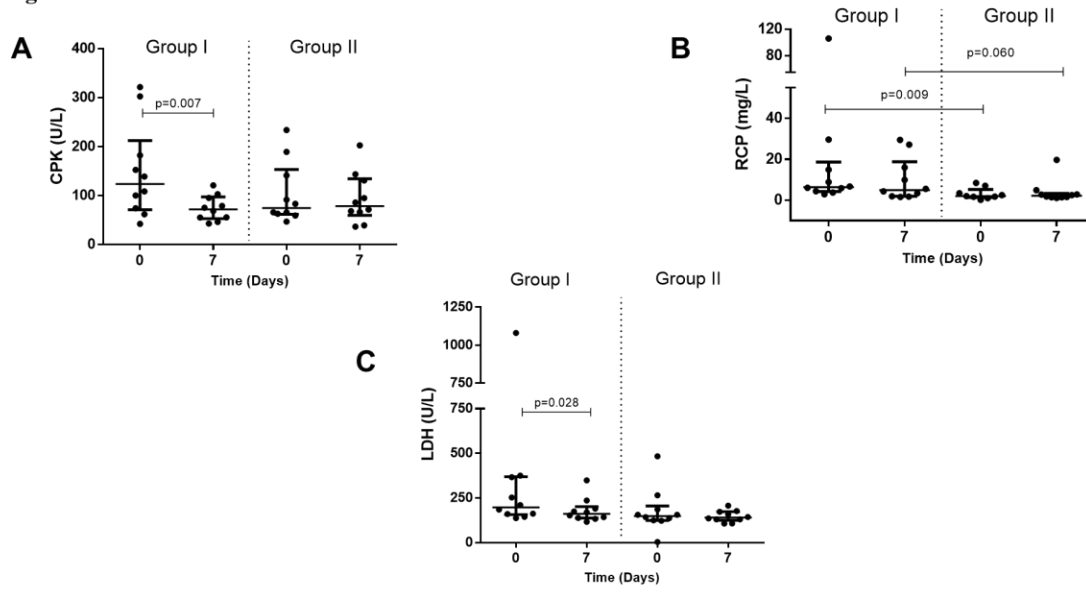 A
Group I
Group II
400
300
200
100
0
CPK (U/L)
p=0.007
0
7
0
7
Time (Days)
B
Group I
Group II
120
80
40
20
0
RCP (mg/L)
p=0.060
p=0.009
0
7
0
7
Time (Days)
C
Group I
Group II
1250
1000
750
750
500
250
0
LDH (U/L)
p=0.028
0
7
0
7
Time (Days)